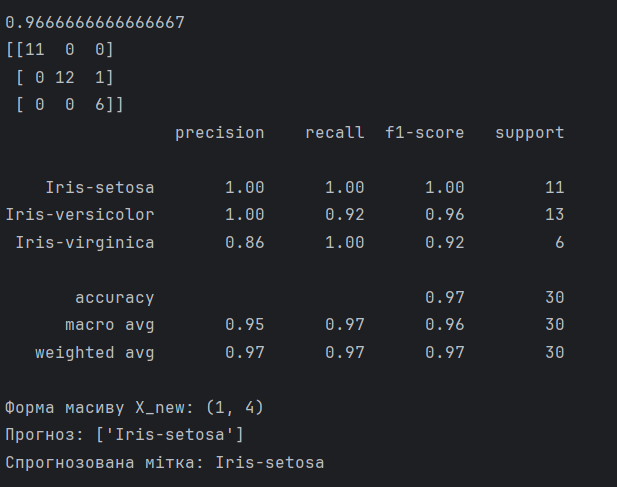 0.9666666666666667
[[11  0  0]
 [ 0 12  1]
 [ 0  0  6]]
                 precision    recall  f1-score   support

    Iris-setosa       1.00      1.00      1.00        11
Iris-versicolor       1.00      0.92      0.96        13
 Iris-virginica       0.86      1.00      0.92         6

       accuracy                           0.97        30
      macro avg       0.95      0.97      0.96        30
   weighted avg       0.97      0.97      0.97        30

Форма масиву X_new: (1, 4)
Прогноз: ['Iris-setosa']
Спрогнозована мітка: Iris-setosa